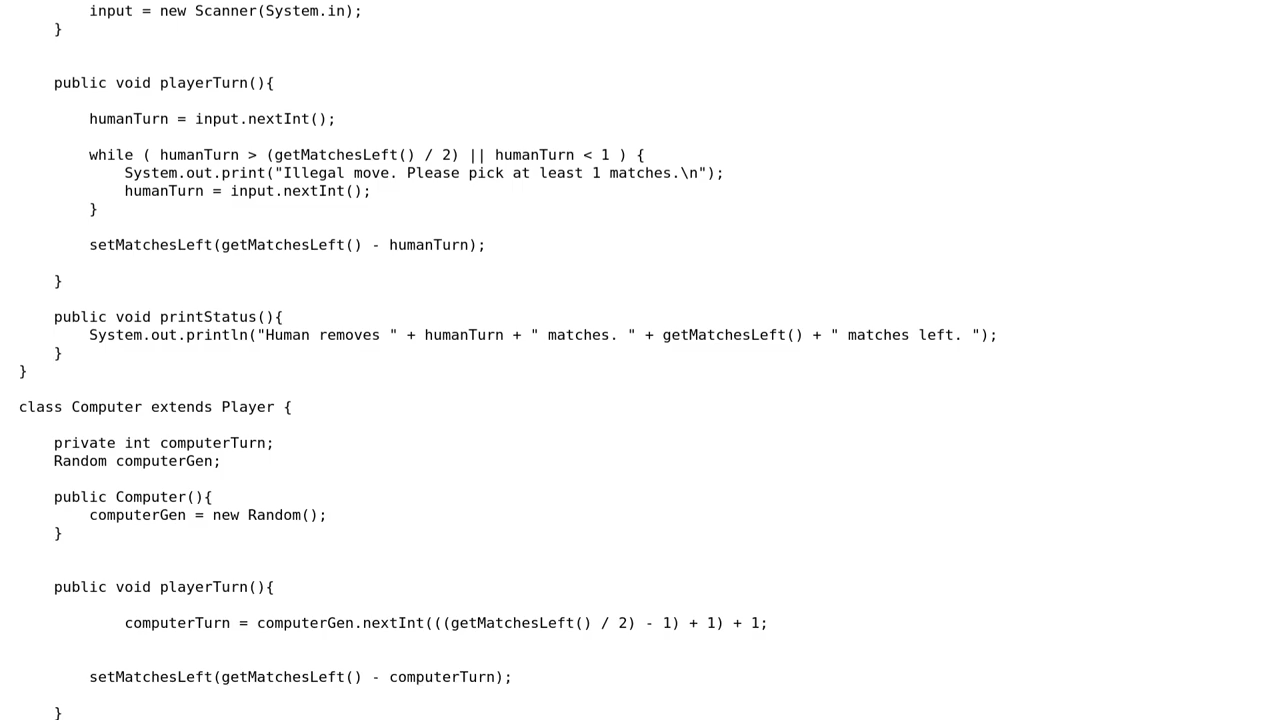 input = new Scanner(System.in);
    }
    public void playerTurn(){
        humanTurn = input.nextInt();
        while ( humanTurn > (getMatchesLeft() / 2) || humanTurn < 1 ) {
            System.out.print("Illegal move. Please pick at least 1 matches.\n");
            humanTurn = input.nextInt();
        }
        setMatchesLeft(getMatchesLeft() - humanTurn);
    }
    public void printStatus(){
        System.out.println("Human removes " + humanTurn + " matches. " + getMatchesLeft() + " matches left. ");
    }
}
class Computer extends Player {
    private int computerTurn;
    Random computerGen;
    public Computer(){
        computerGen = new Random();
    }
    public void playerTurn(){
            computerTurn = computerGen.nextInt(((getMatchesLeft() / 2) - 1) + 1) + 1;
        setMatchesLeft(getMatchesLeft() - computerTurn);
    }